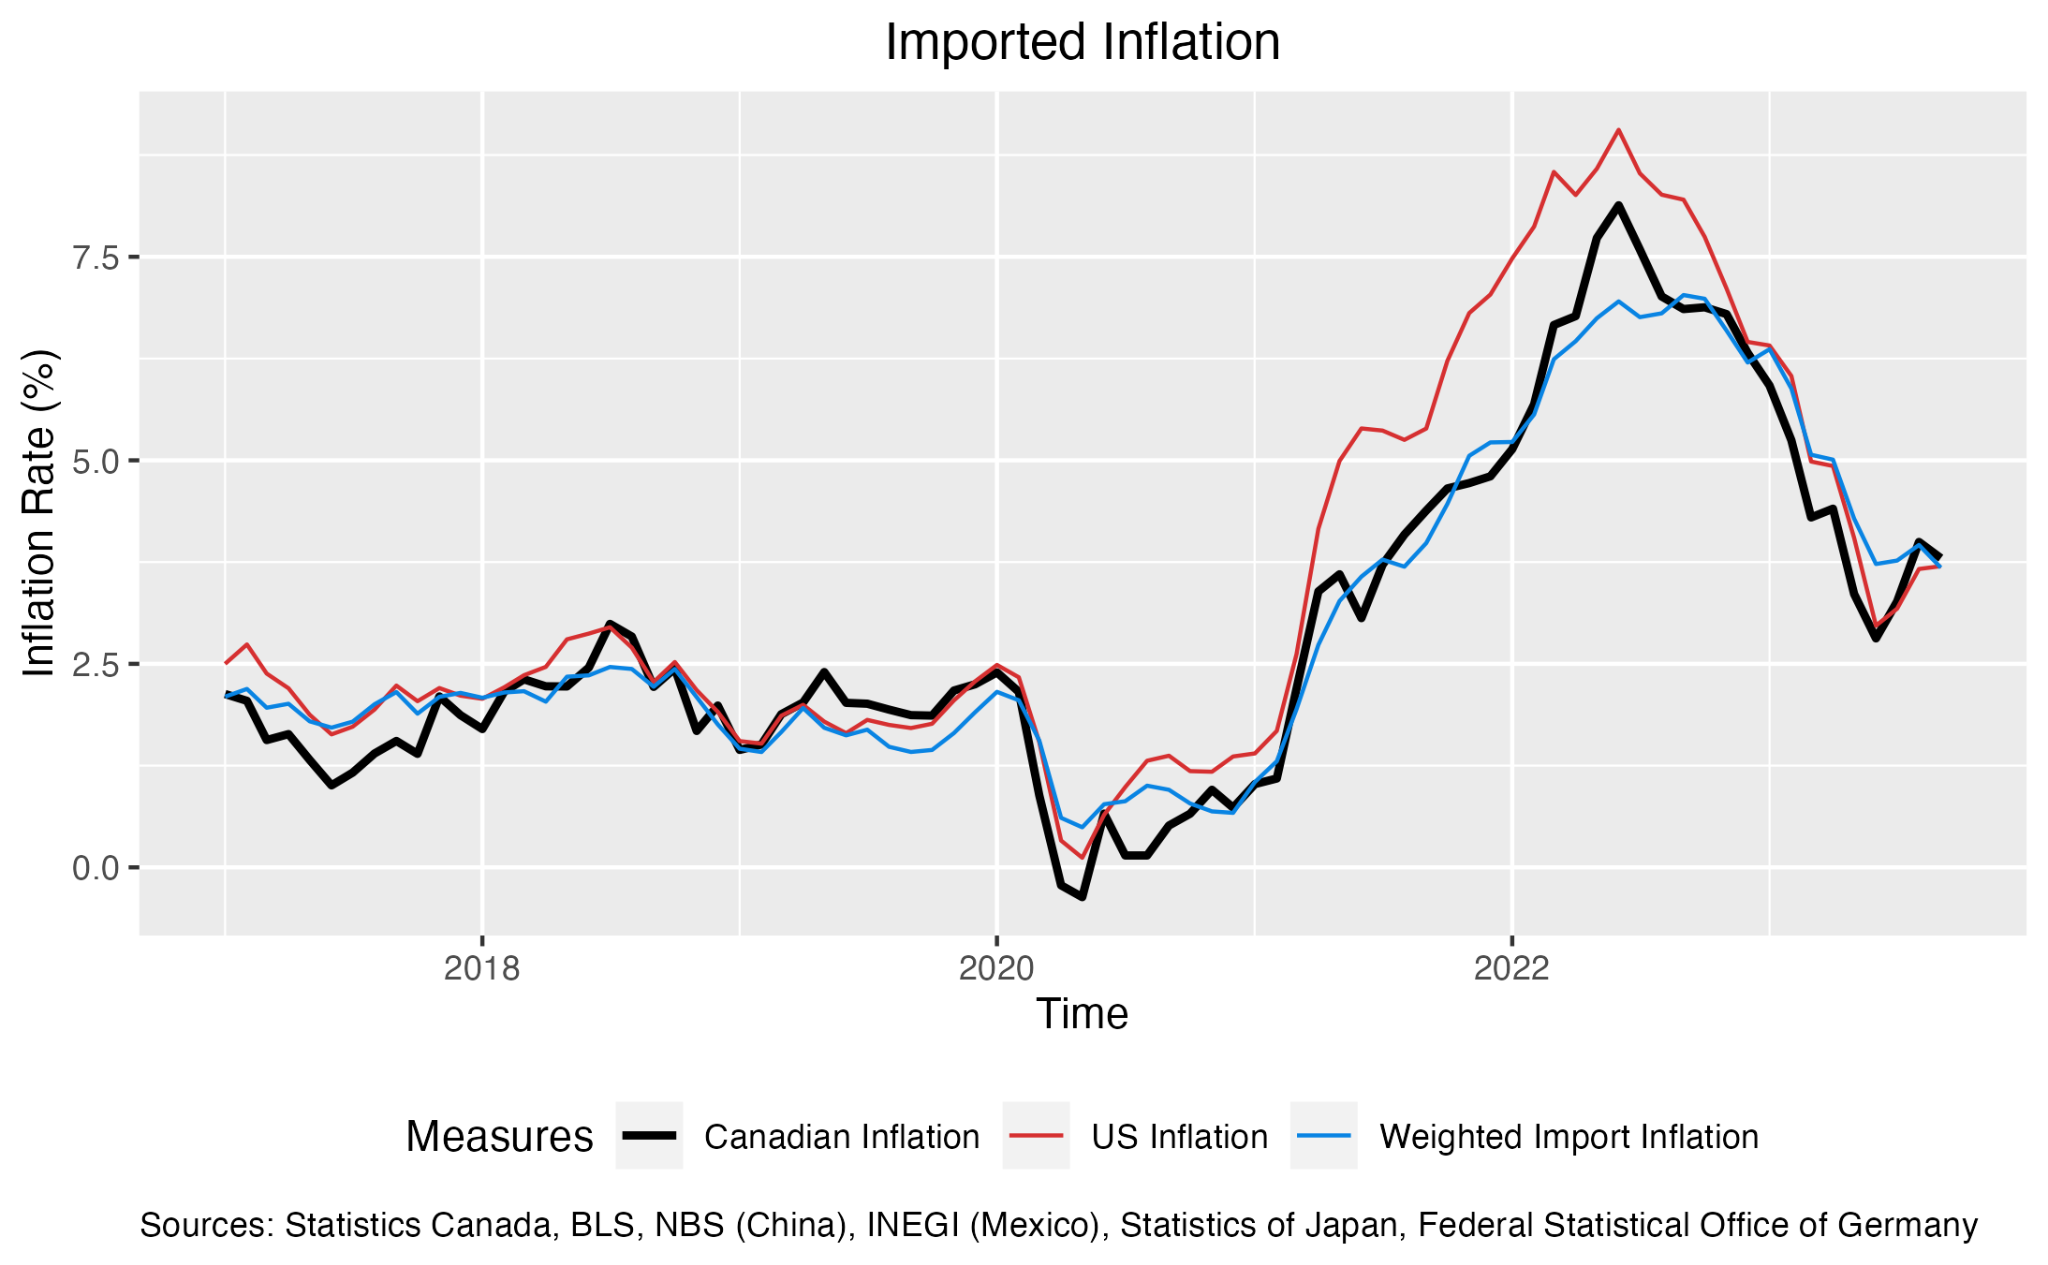 Imported Inflation
Inflation Rate (%)
7.5
5.0
2.5
0.0
2018 2020 2022
Time
Measures Canadian Inflation US Inflation Weighted Import Inflation
Sources: Statistics Canada, BLS, NBS (China), INEGI (Mexico), Statistics of Japan, Federal Statistical Office of Germany